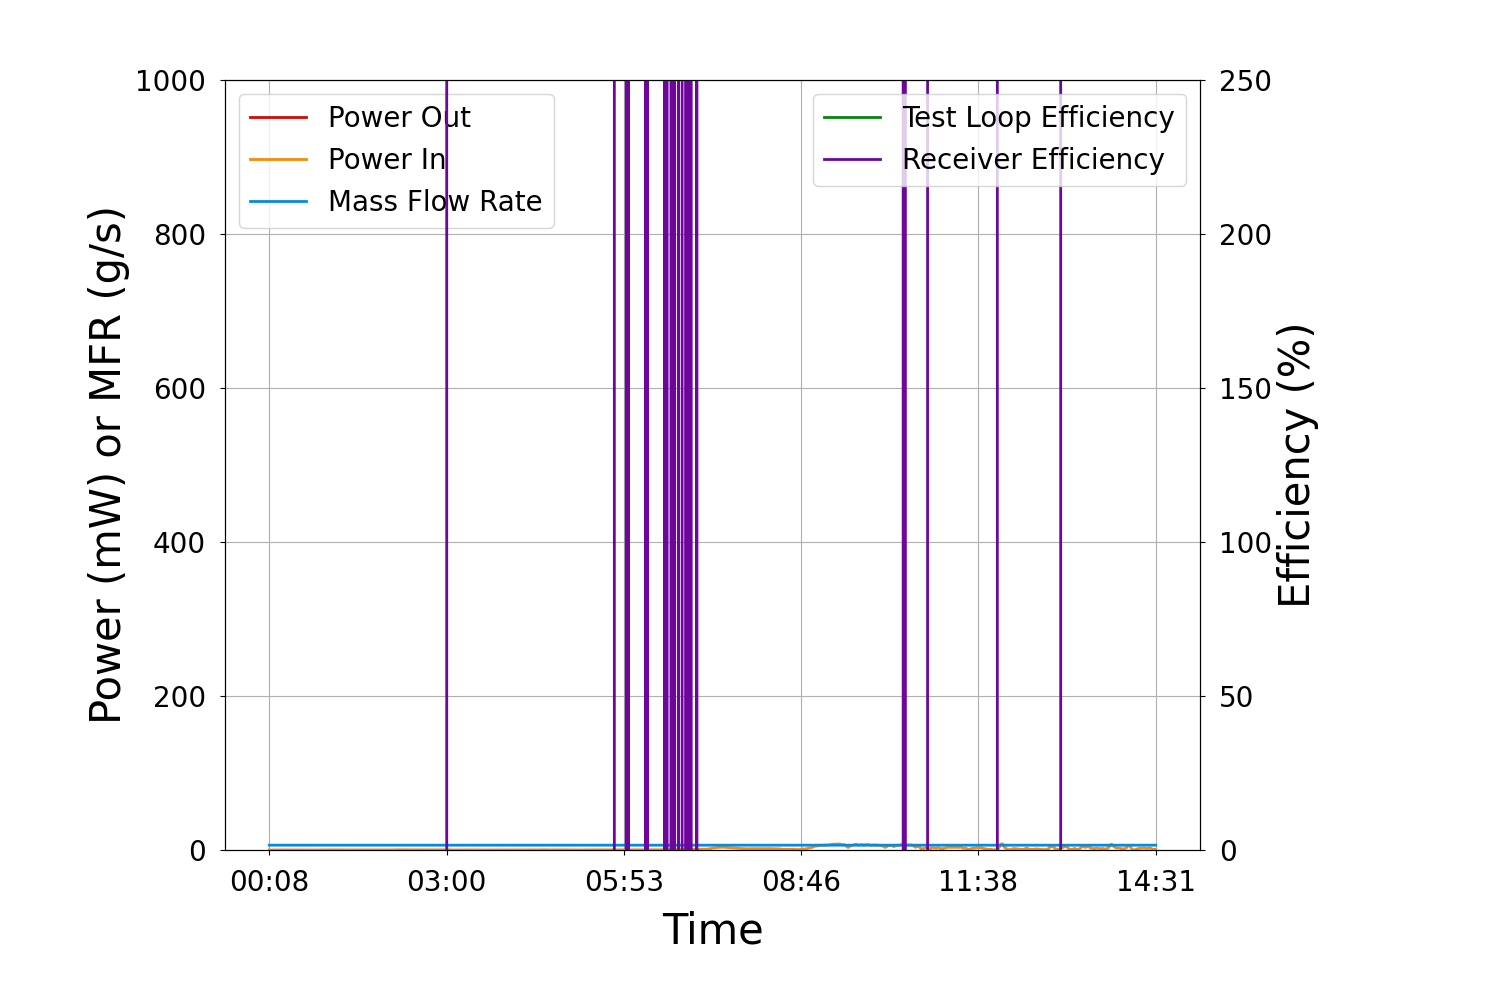 1000
800
600
400
200
0
Power (mW) or MFR (g/s)
Power Out
Power In
Mass Flow Rate
Test Loop Efficiency
Receiver Efficiency
250
200
150
100
50
0
Efficiency (%)
00:08 03:00 05:53 08:46 11:38 14:31
Time